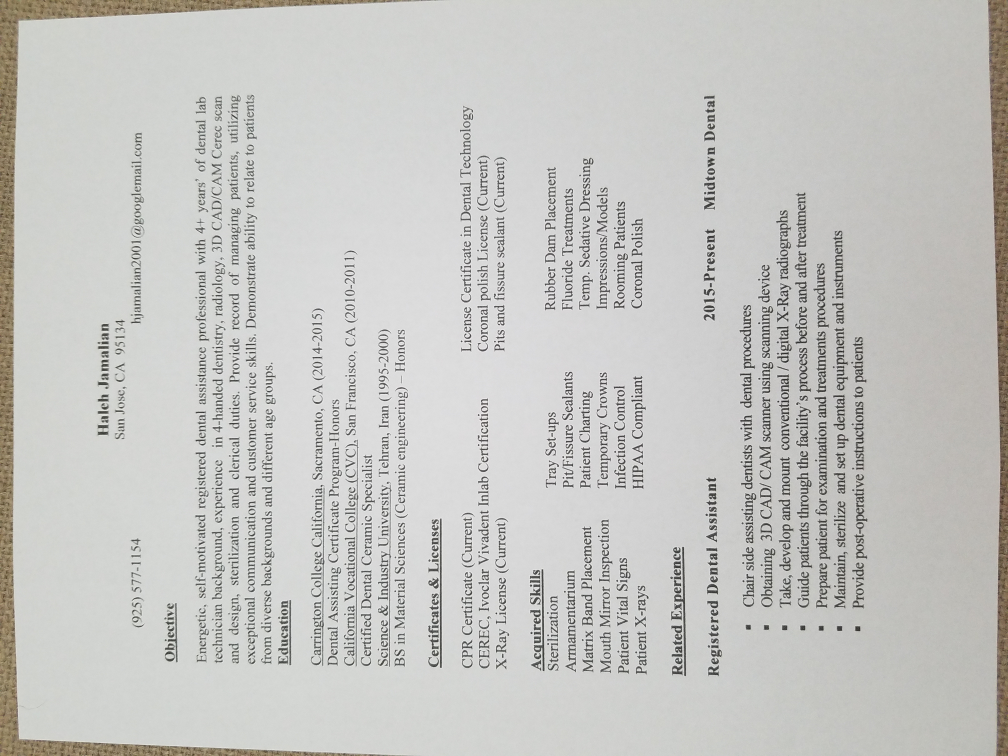 Haleh Jamalian
San Jose, CA 95134
(925) 577-1154 hjamalian2001@googlemail.com
Objective
Energetic, self-motivated registered dental assistance professional with 4+ years' of dental lab
technician background, experience in 4-handed dentistry, radiology, 3D CAD/CAM Cerec scan
and design, sterilization and clerical duties. Provide record of managing patients, utilizing
exceptional communication and customer service skills. Demonstrate ability to relate to patients
from diverse backgrounds and different age groups.
Education
Carrington College California, Sacramento, CA (2014-2015)
Dental Assisting Certificate Program-Honors
California Vocational College (CVC), San Francisco, CA (2010-2011)
Certified Dental Ceramic Specialist
Science & Industry University, Tehran, Iran (1995-2000)
BS in Material Sciences (Ceramic engineering) – Honors
Certificates & Licenses
CPR Certificate (Current) License Certificate in Dental Technology
CEREC, Ivoclar Vivadent Inlab Certification Coronal polish License (Current)
X-Ray License (Current) Pits and fissure sealant (Current)
Acquired Skills
Sterilization Tray Set-ups Rubber Dam Placement
Armamentarium Pit/Fissure Sealants Fluoride Treatments
Matrix Band Placement Patient Charting Temp. Sedative Dressing
Mouth Mirror Inspection Temporary Crowns Impressions/Models
Patient Vital Signs Infection Control Rooming Patients
Patient X-rays HIPAA Compliant Coronal Polish
Related Experience
Registered Dental Assistant 2015-Present Midtown Dental
▪ Chair side assisting dentists with dental procedures
▪ Obtaining 3D CAD/ CAM scanner using scanning device
▪ Take, develop and mount conventional / digital X-Ray radiographs
▪ Guide patients through the facility's process before and after treatment
▪ Prepare patient for examination and treatments procedures
▪ Maintain, sterilize and set up dental equipment and instruments
▪ Provide post-operative instructions to patients